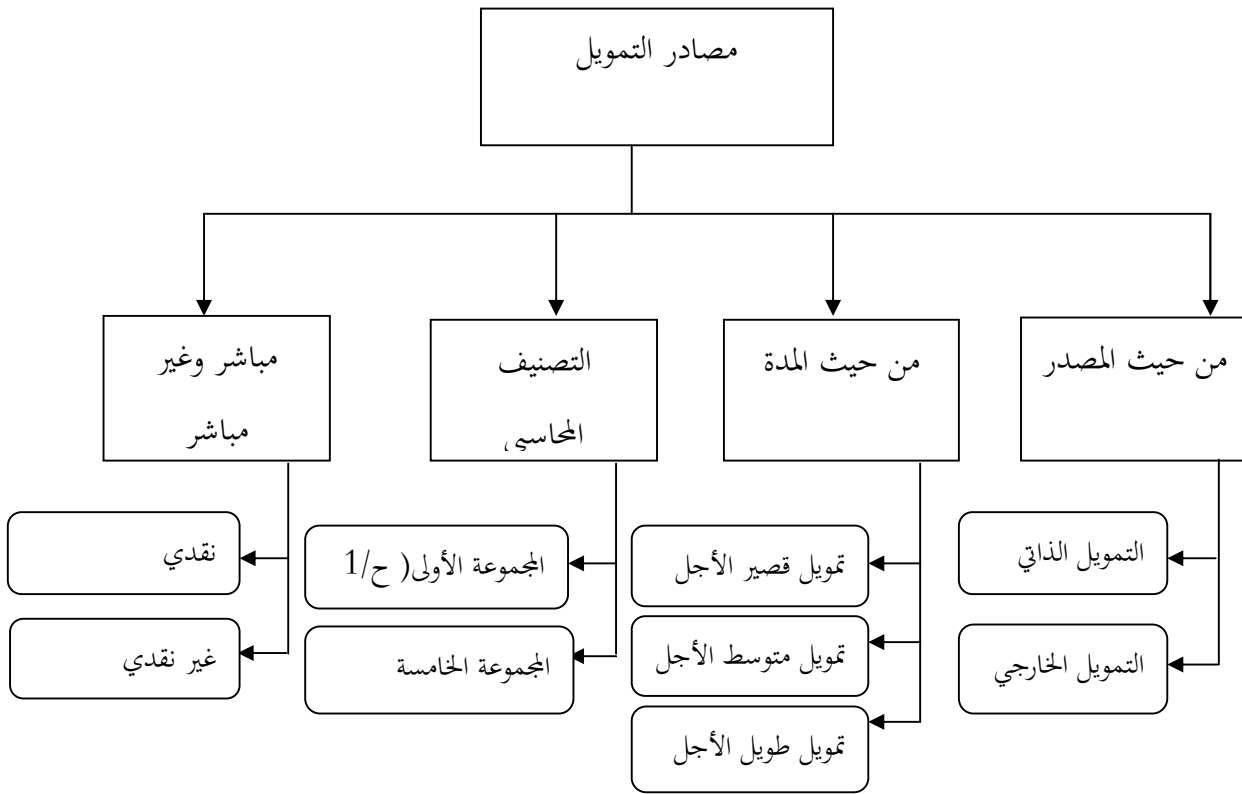 مصادر التمويل
من حيث المصدر
من حيث المدة
التصنيف
المحاسبي
مباشر وغير
مباشر
التمويل الذاتي
التمويل الخارجي
تمويل قصير الأجل
تمويل متوسط الأجل
تمويل طويل الأجل
المجموعة الأولى( ح/1
المجموعة الخامسة
نقدي
غير نقدي